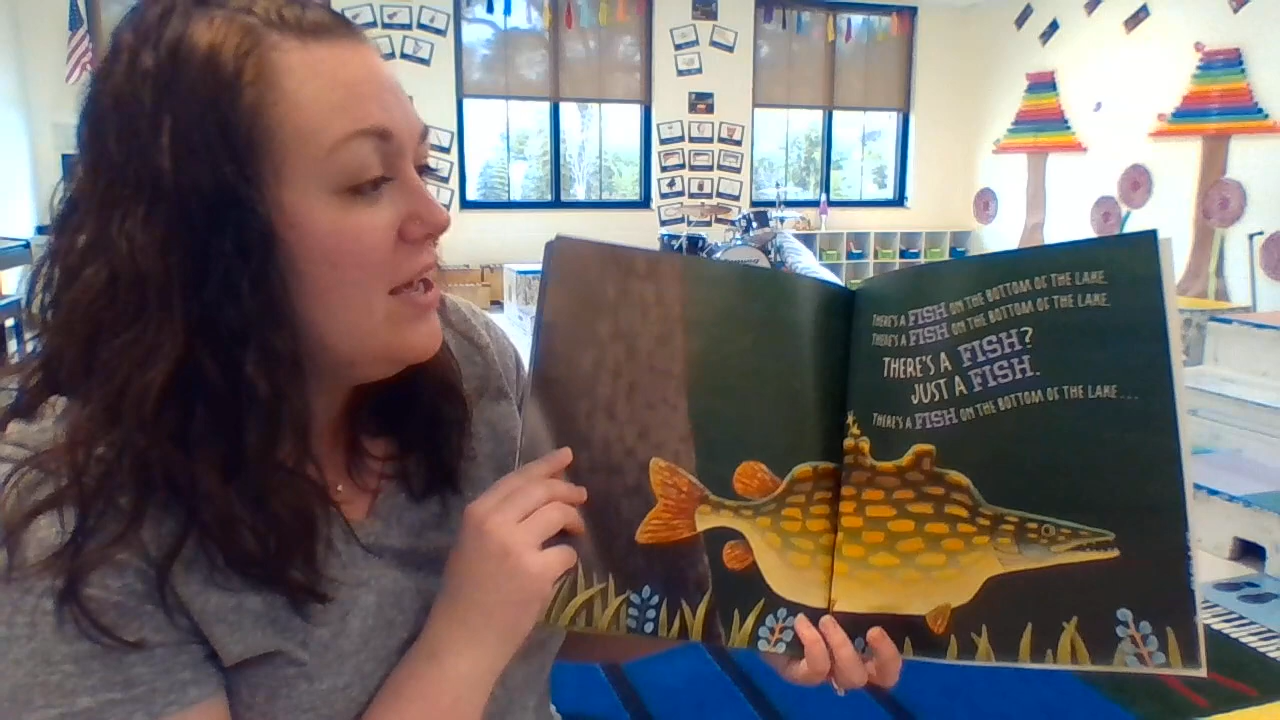 THERE'S A FISH ON THE BOTTOM OF THE LAKE.
THERE'S A FISH ON THE BOTTOM OF THE LAKE.
THERE'S A FISH?
JUST A FISH.
THERE'S A FISH ON THE BOTTOM OF THE LAKE...